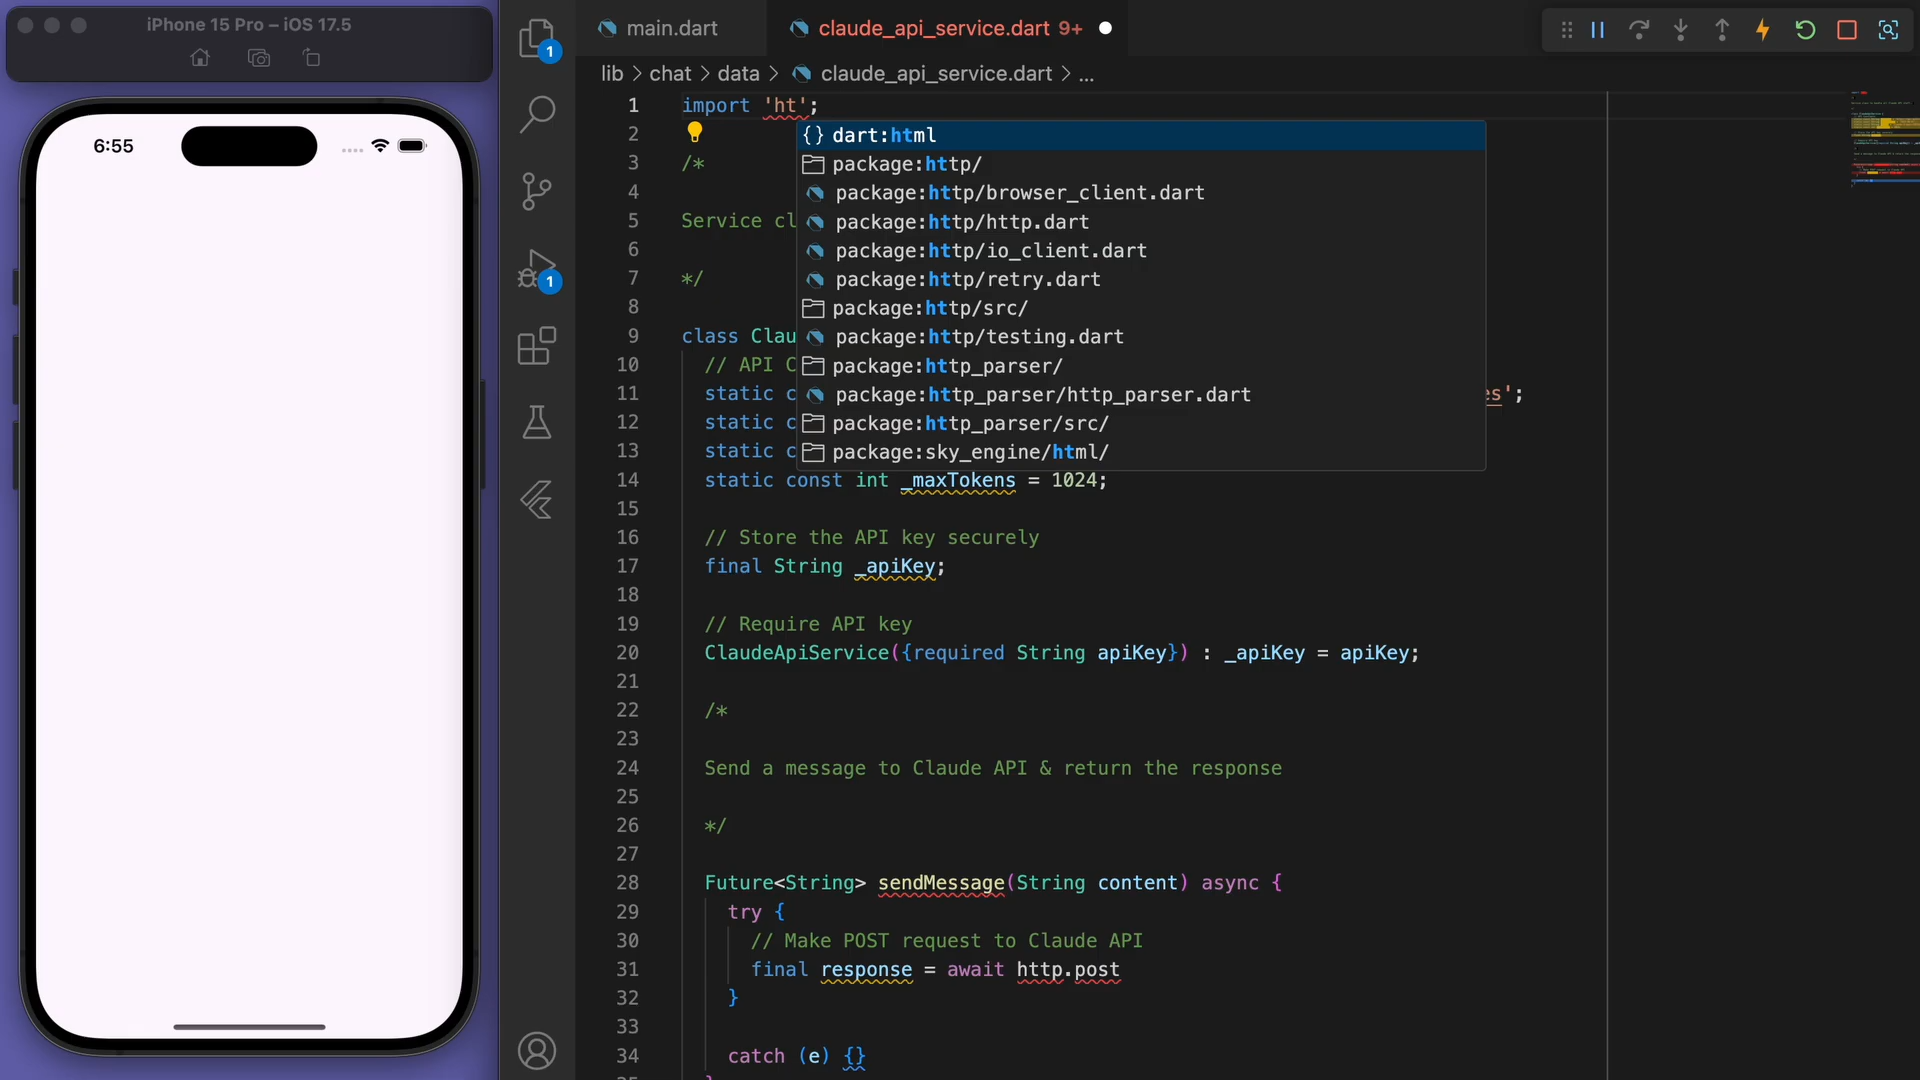 iPhone 15 Pro – iOS 17.5
6:55
1
1
main.dart
claude_api_service.dart 9+
lib > chat > data > claude_api_service.dart > ...
1 import 'ht';
2
3 /*
4
5 Service cl
6
7 */
8
9 class Clau
10 // API C
11 static c es';
12 static c
13 static c
14 static const int _maxTokens = 1024;
15
16 // Store the API key securely
17 final String _apiKey;
18
19 // Require API key
20 ClaudeApiService({required String apiKey}) : _apiKey = apiKey;
21
22 /*
23
24 Send a message to Claude API & return the response
25
26 */
27
28 Future<String> sendMessage(String content) async {
29 try {
30 // Make POST request to Claude API
31 final response = await http.post
32 }
33
34 catch (e) {}
{} dart:html
package:http/
package:http/browser_client.dart
package:http/http.dart
package:http/io_client.dart
package:http/retry.dart
package:http/src/
package:http/testing.dart
package:http_parser/
package:http_parser/http_parser.dart
package:http_parser/src/
package:sky_engine/html/